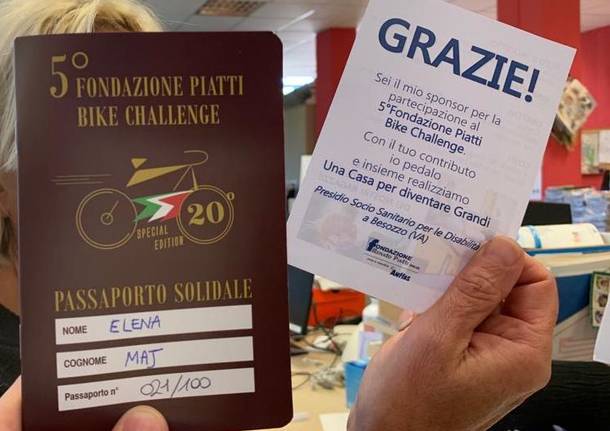 5° FONDAZIONE PIATTI
BIKE CHALLENGE
SPECIAL
EDITION
20°
PASSAPORTO SOLIDALE
NOME ELENA
COGNOME MAJ
Passaporto n° 021/100
GRAZIE!
Sei il mio sponsor per la
partecipazione al
5°Fondazione Piatti
Bike Challenge.
Con il tuo contributo
io pedalo
e insieme realizziamo
Una Casa per diventare Grandi
Presidio Socio Sanitario per le Disabilità
a Besozzo (VA)
FONDAZIONE
Piatti
Anffas